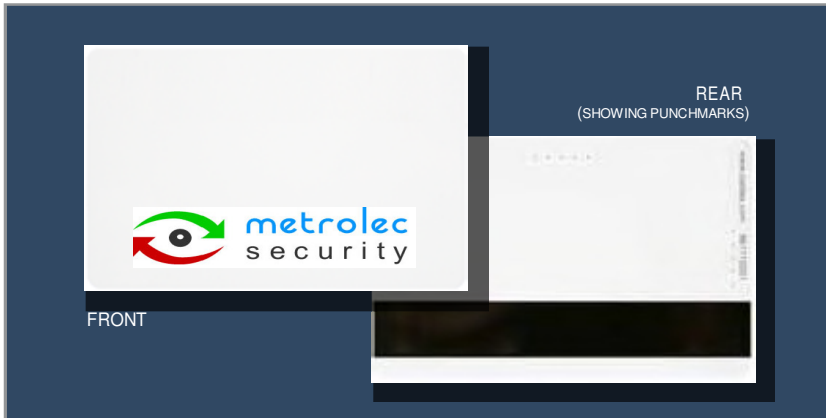 REAR
(SHOWING PUNCHMARKS)
metrolec
security
FRONT